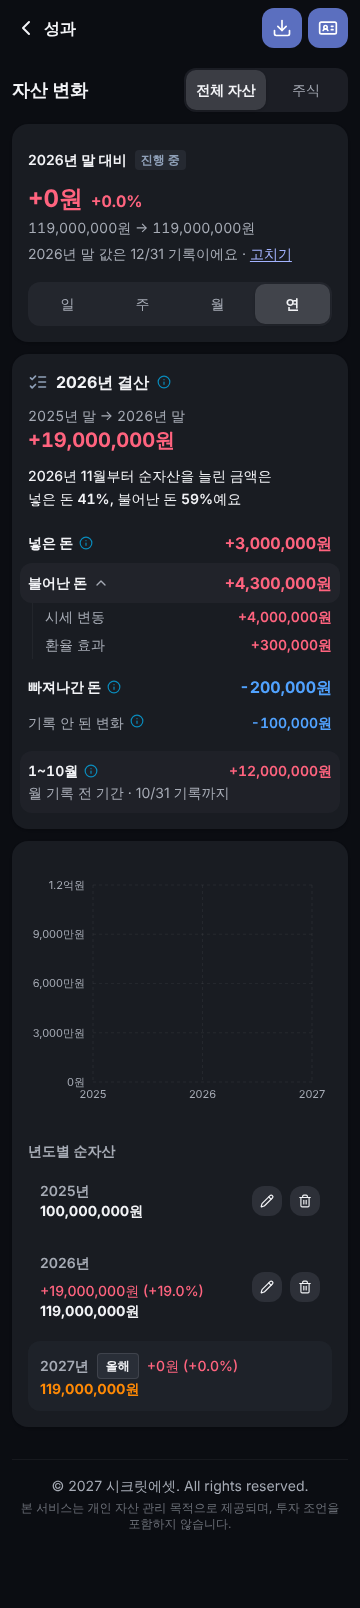 성과
자산 변화
전체 자산 주식
2026년 말 대비 진행 중
+0원 +0.0%
119,000,000원 → 119,000,000원
2026년 말 값은 12/31 기록이에요 · 고치기
일 주 월 연
2026년 결산
2025년 말 → 2026년 말
+19,000,000원
2026년 11월부터 순자산을 늘린 금액은
넣은 돈 41%, 불어난 돈 59%예요
넣은 돈 +3,000,000원
불어난 돈 +4,300,000원
시세 변동 +4,000,000원
환율 효과 +300,000원
빠져나간 돈 -200,000원
기록 안 된 변화 -100,000원
1~10월 +12,000,000원
월 기록 전 기간 · 10/31 기록까지
1.2억원
9,000만원
6,000만원
3,000만원
0원
2025 2026 2027
년도별 순자산
2025년
100,000,000원
2026년
+19,000,000원 (+19.0%)
119,000,000원
2027년 올해 +0원 (+0.0%)
119,000,000원
© 2027 시크릿에셋. All rights reserved.
본 서비스는 개인 자산 관리 목적으로 제공되며, 투자 조언을
포함하지 않습니다.